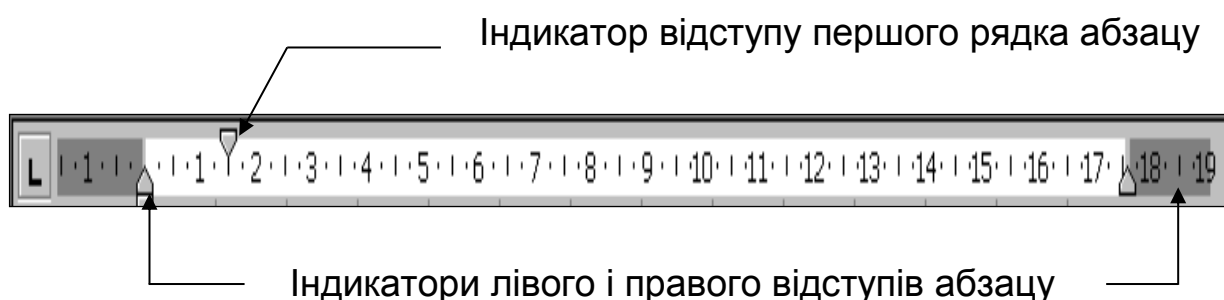 Індикатор відступу першого рядка абзацу
L 1 1 2 3 4 5 6 7 8 9 10 11 12 13 14 15 16 17 18 19
Індикатори лівого і правого відступів абзацу